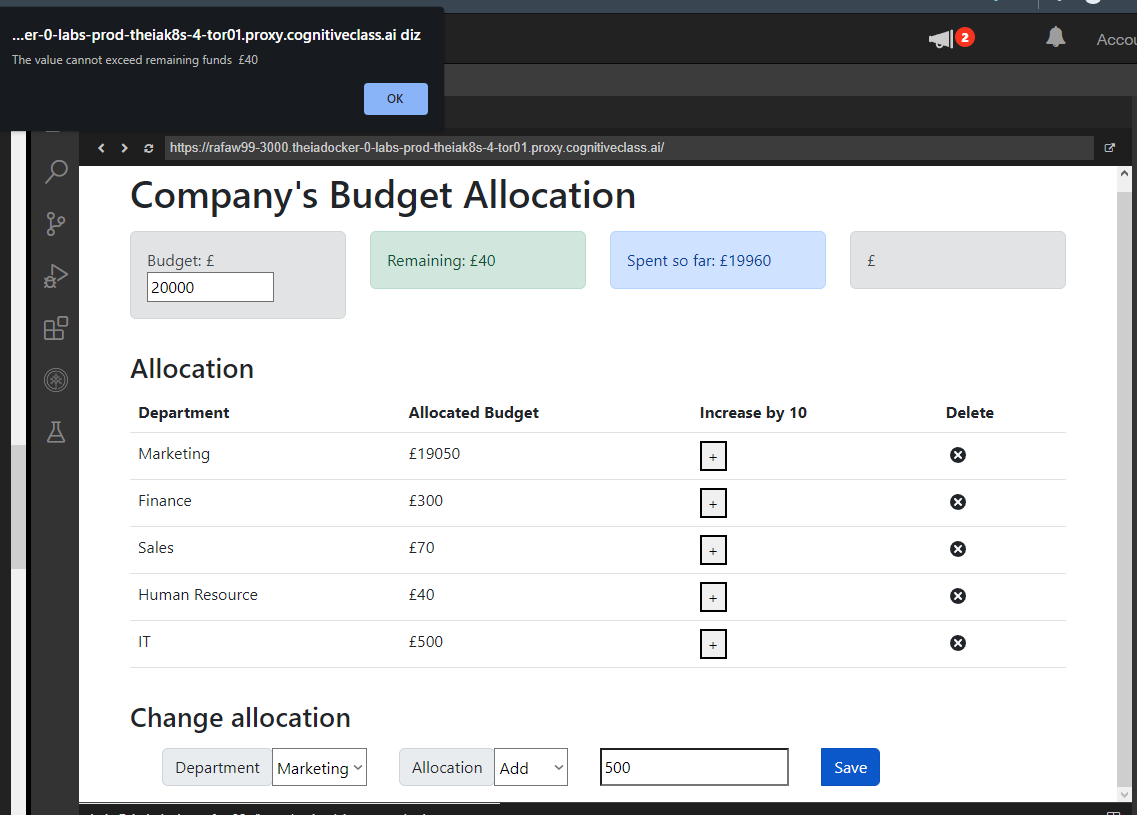 ...er-0-labs-prod-theiak8s-4-tor01.proxy.cognitiveclass.ai diz
The value cannot exceed remaining funds £40
OK
2
Accou
https://rafaw99-3000.theiadocker-0-labs-prod-theiak8s-4-tor01.proxy.cognitiveclass.ai/
Company's Budget Allocation
Budget: £
20000
Remaining: £40
Spent so far: £19960
£
Allocation
Department Allocated Budget Increase by 10 Delete
Marketing £19050 +
Finance £300 +
Sales £70 +
Human Resource £40 +
IT £500 +
Change allocation
Department Marketing Allocation Add 500 Save